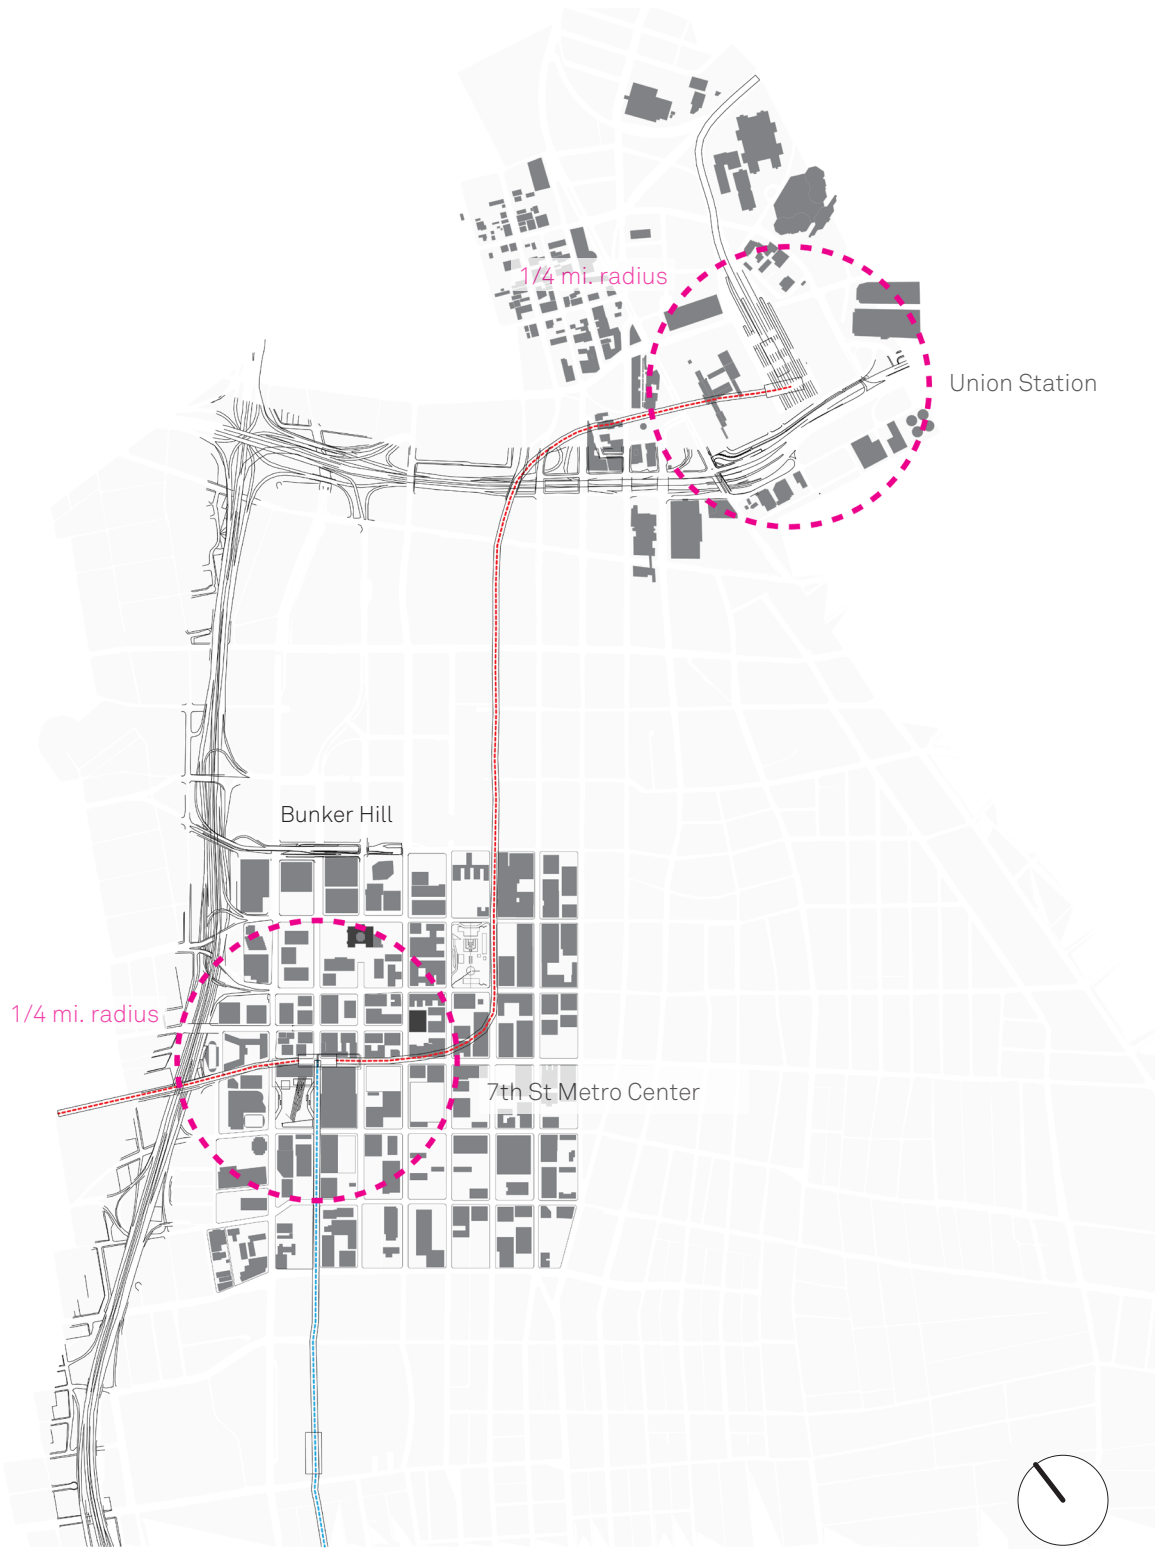 1/4 mi. radius
Union Station
Bunker Hill
1/4 mi. radius
7th St Metro Center